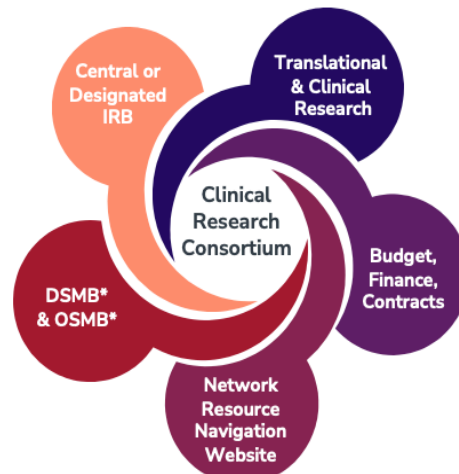 Central or
Designated
IRB
Translational
& Clinical
Research
Clinical
Research
Consortium
Budget,
Finance,
Contracts
DSMB*
& OSMB*
Network
Resource
Navigation
Website